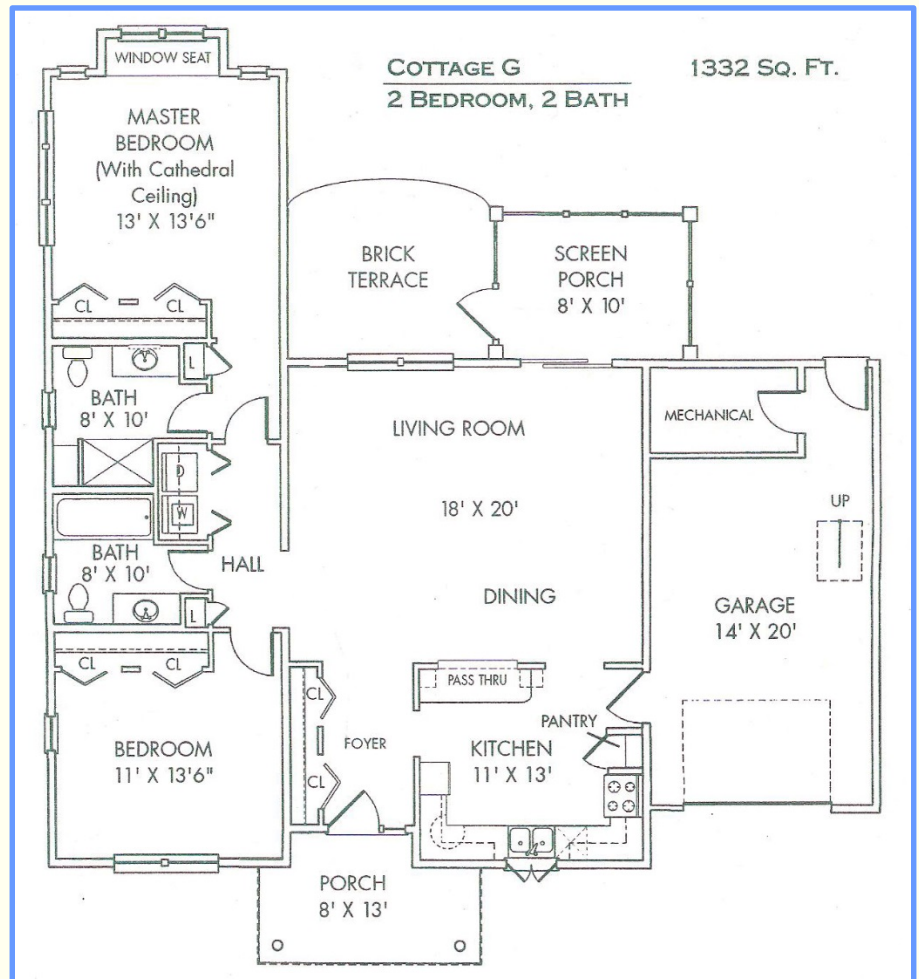 COTTAGE G
2 BEDROOM, 2 BATH
1332 SQ. FT.
WINDOW SEAT
MASTER
BEDROOM
(With Cathedral
Ceiling)
13' X 13'6"
CL
CL
BRICK
TERRACE
SCREEN
PORCH
8' X 10'
L
BATH
8' X 10'
D
W
BATH
8' X 10'
L
HALL
LIVING ROOM
18' X 20'
DINING
MECHANICAL
UP
GARAGE
14' X 20'
CL
CL
BEDROOM
11' X 13'6"
CL
CL
FOYER
PASS THRU
PANTRY
KITCHEN
11' X 13'
PORCH
8' X 13'